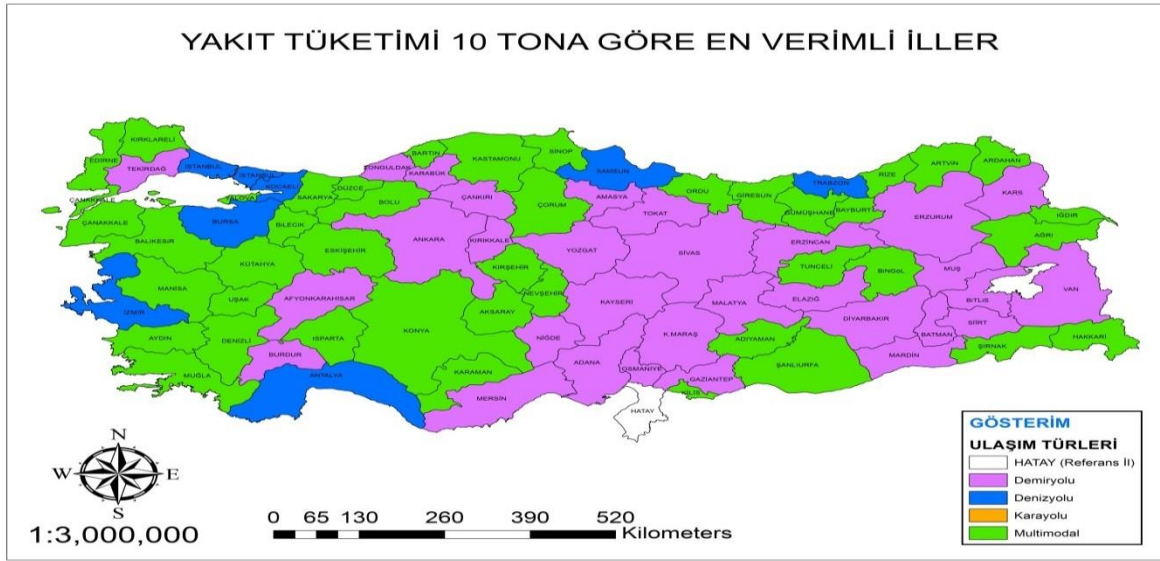 YAKIT TÜKETİMİ 10 TONA GÖRE EN VERİMLİ İLLER
KIRKLARELİ
EDİRNE
TEKİRDAĞ
İSTANBUL
İSTANBUL
KOCAELİ
YALOVA
ÇANAKKALE
ÇANAKKALE
BALIKESİR
BURSA
BİLECİK
SAKARYA
DÜZCE
BOLU
ZONGULDAK
BARTIN
KARABÜK
KASTAMONU
SİNOP
SAMSUN
ÇANKIRI
ÇORUM
AMASYA
TOKAT
ORDU
GİRESUN
TRABZON
GÜMÜŞHANE
BAYBURT
RİZE
ARTVİN
ARDAHAN
KARS
IĞDIR
AĞRI
ERZURUM
ERZİNCAN
SİVAS
YOZGAT
KIRIKKALE
ANKARA
ESKİŞEHİR
KÜTAHYA
MANİSA
İZMİR
UŞAK
AFYONKARAHİSAR
AYDIN
DENİZLİ
MUĞLA
BURDUR
ISPARTA
ANTALYA
KONYA
KARAMAN
AKSARAY
KIRŞEHİR
NEVŞEHİR
KAYSERİ
NİĞDE
MERSİN
ADANA
OSMANİYE
K.MARAŞ
GAZİANTEP
KİLİS
HATAY
MALATYA
ADIYAMAN
ŞANLIURFA
TUNCELİ
BİNGöL
ELAZIĞ
DİYARBAKIR
MUŞ
BİTLİS
VAN
SİİRT
BATMAN
MARDİN
ŞIRNAK
HAKKARİ
N
W
E
S
1:3,000,000
0 65 130 260 390 520
Kilometers
GÖSTERİM
ULAŞIM TÜRLERİ
HATAY (Referans İl)
Demiryolu
Denizyolu
Karayolu
Multimodal